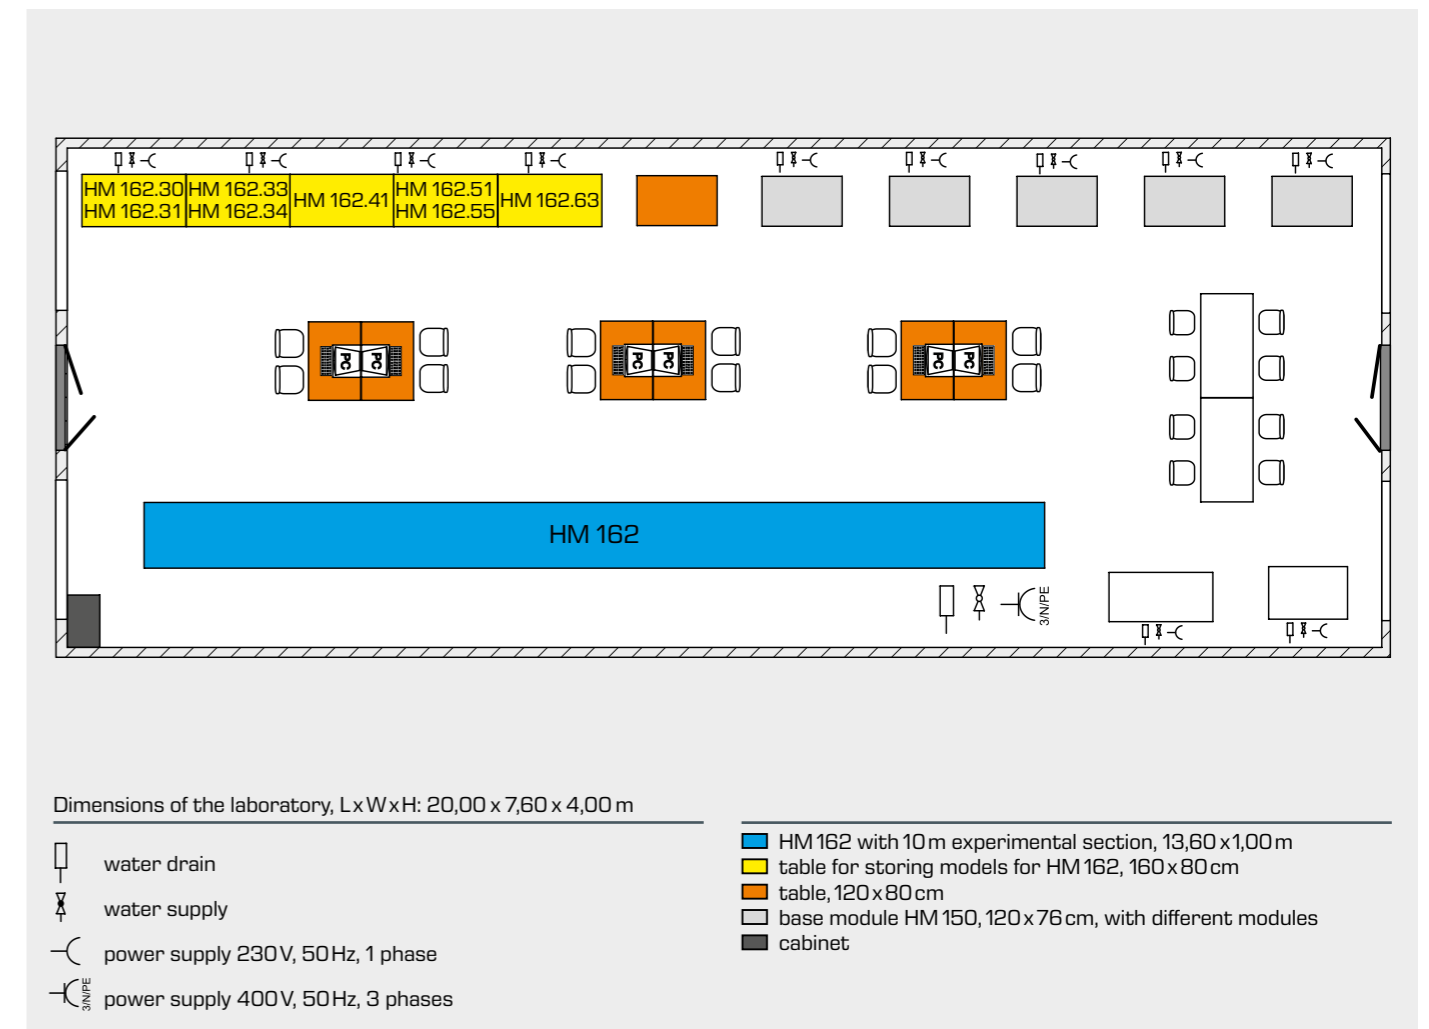 HM 162.30 HM 162.33 HM 162.41 HM 162.51 HM 162.63
HM 162.31 HM 162.34 HM 162.55
PC PC PC PC PC PC
HM 162
3/N/PE
Dimensions of the laboratory, L x W x H: 20,00 x 7,60 x 4,00 m
water drain
water supply
power supply 230 V, 50 Hz, 1 phase
3/N/PE power supply 400 V, 50 Hz, 3 phases
HM 162 with 10 m experimental section, 13,60 x 1,00 m
table for storing models for HM 162, 160 x 80 cm
table, 120 x 80 cm
base module HM 150, 120 x 76 cm, with different modules
cabinet